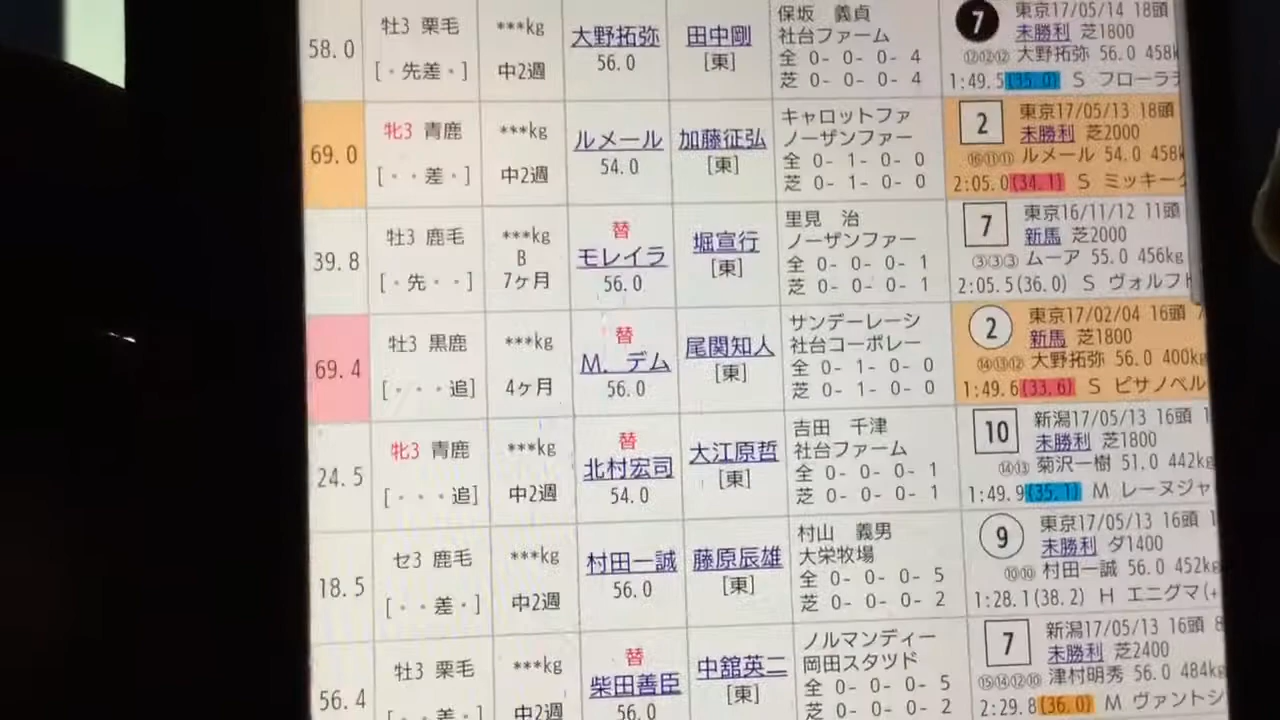 58.0
牡3 栗毛
[・先差・]
***kg
中2週
大野拓弥
56.0
田中剛
[東]
保坂 義貞
社台ファーム
全 0- 0- 0- 4
芝 0- 0- 0- 4
7
東京17/05/14 18頭
未勝利 芝1800
⑫⑫⑫ 大野拓弥 56.0 458k
1:49.5(35.0) S フローラ
69.0
牝3 青鹿
[・・差・]
***kg
中2週
ルメール
54.0
加藤征弘
[東]
キャロットファ
ノーザンファー
全 0- 1- 0- 0
芝 0- 1- 0- 0
2
東京17/05/13 18頭
未勝利 芝2000
⑯⑪⑪ ルメール 54.0 458k
2:05.0(34.1) S ミッキーク
39.8
牡3 鹿毛
[・先・・]
***kg
B
7ヶ月
替
モレイラ
56.0
堀宣行
[東]
里見 治
ノーザンファー
全 0- 0- 0- 1
芝 0- 0- 0- 1
7
東京16/11/12 11頭
新馬 芝2000
③③③ ムーア 55.0 456kg
2:05.5(36.0) S ヴォルフ
69.4
牡3 黒鹿
[・・・追]
***kg
4ヶ月
替
M．デム
56.0
尾関知人
[東]
サンデーレーシ
社台コーポレー
全 0- 1- 0- 0
芝 0- 1- 0- 0
2
東京17/02/04 16頭
新馬 芝1800
⑭⑬⑫ 大野拓弥 56.0 400kg
1:49.6(33.6) S ピサノベル
24.5
牝3 青鹿
[・・・追]
***kg
中2週
替
北村宏司
54.0
大江原哲
[東]
吉田 千津
社台ファーム
全 0- 0- 0- 1
芝 0- 0- 0- 1
10
新潟17/05/13 16頭 1
未勝利 芝1800
⑭⑬ 菊沢一樹 51.0 442kg
1:49.9(35.1) M レーヌジャ
18.5
セ3 鹿毛
[・・差・]
***kg
中2週
村田一誠
56.0
藤原辰雄
[東]
村山 義男
大栄牧場
全 0- 0- 0- 5
芝 0- 0- 0- 2
9
東京17/05/13 16頭 1
未勝利 ダ1400
⑩⑩ 村田一誠 56.0 452kg
1:28.1(38.2) H エニグマ(+
56.4
牡3 栗毛
[・・差・]
***kg
中2週
替
柴田善臣
56.0
中舘英二
[東]
ノルマンディー
岡田スタツド
全 0- 0- 0- 5
芝 0- 0- 0- 2
7
新潟17/05/13 16頭 8
未勝利 芝2400
⑮⑭⑫⑩ 津村明秀 56.0 484kg
2:29.8(36.0) M ヴァントシ